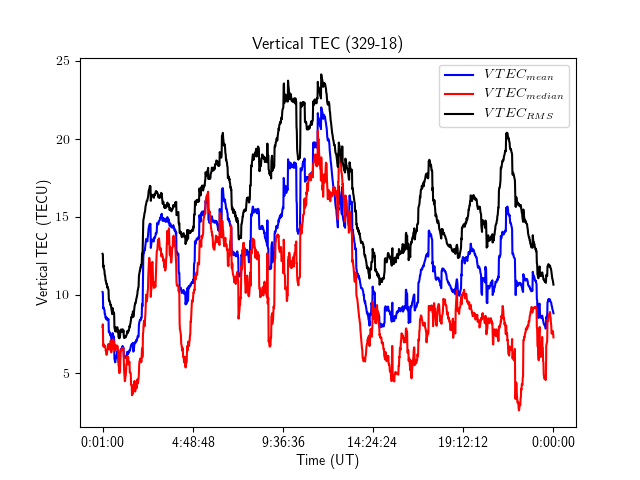 Vertical TEC (329-18)
VTEC_mean
VTEC_median
VTEC_RMS
Vertical TEC (TECU)
25
20
15
10
5
0:01:00 4:48:48 9:36:36 14:24:24 19:12:12 0:00:00
Time (UT)